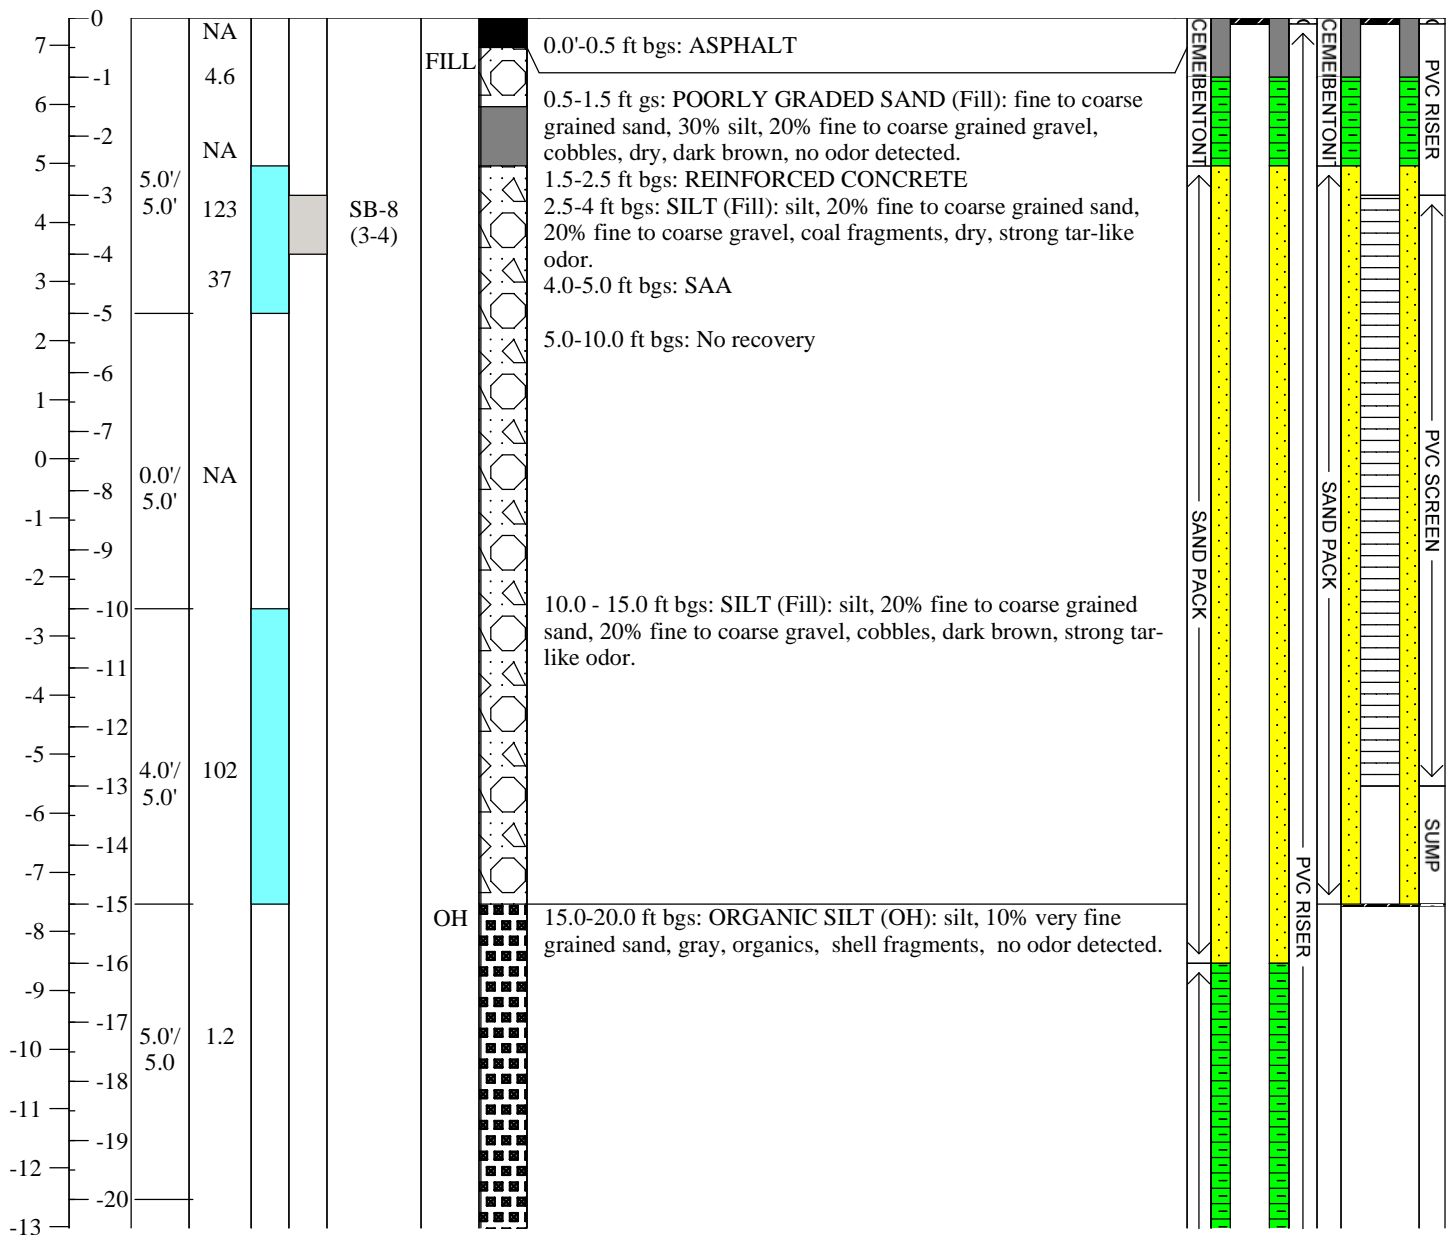 0
7
-1
6
-2
5
-3
4
-4
3
-5
2
-6
1
-7
0
-8
-1
-9
-2
-10
-3
-11
-4
-12
-5
-13
-6
-14
-7
-15
-8
-16
-9
-17
-10
-18
-11
-19
-12
-20
-13
5.0'/
5.0'
0.0'/
5.0'
4.0'/
5.0'
5.0'/
5.0
NA
4.6
NA
123
37
NA
102
1.2
SB-8
(3-4)
FILL
OH
0.0'-0.5 ft bgs: ASPHALT
0.5-1.5 ft gs: POORLY GRADED SAND (Fill): fine to coarse
grained sand, 30% silt, 20% fine to coarse grained gravel,
cobbles, dry, dark brown, no odor detected.
1.5-2.5 ft bgs: REINFORCED CONCRETE
2.5-4 ft bgs: SILT (Fill): silt, 20% fine to coarse grained sand,
20% fine to coarse gravel, coal fragments, dry, strong tar-like
odor.
4.0-5.0 ft bgs: SAA
5.0-10.0 ft bgs: No recovery
10.0 - 15.0 ft bgs: SILT (Fill): silt, 20% fine to coarse grained
sand, 20% fine to coarse gravel, cobbles, dark brown, strong tar-
like odor.
15.0-20.0 ft bgs: ORGANIC SILT (OH): silt, 10% very fine
grained sand, gray, organics, shell fragments, no odor detected.
SAND PACK
PVC RISER
SAND PACK
PVC RISER
PVC SCREEN
SUMP